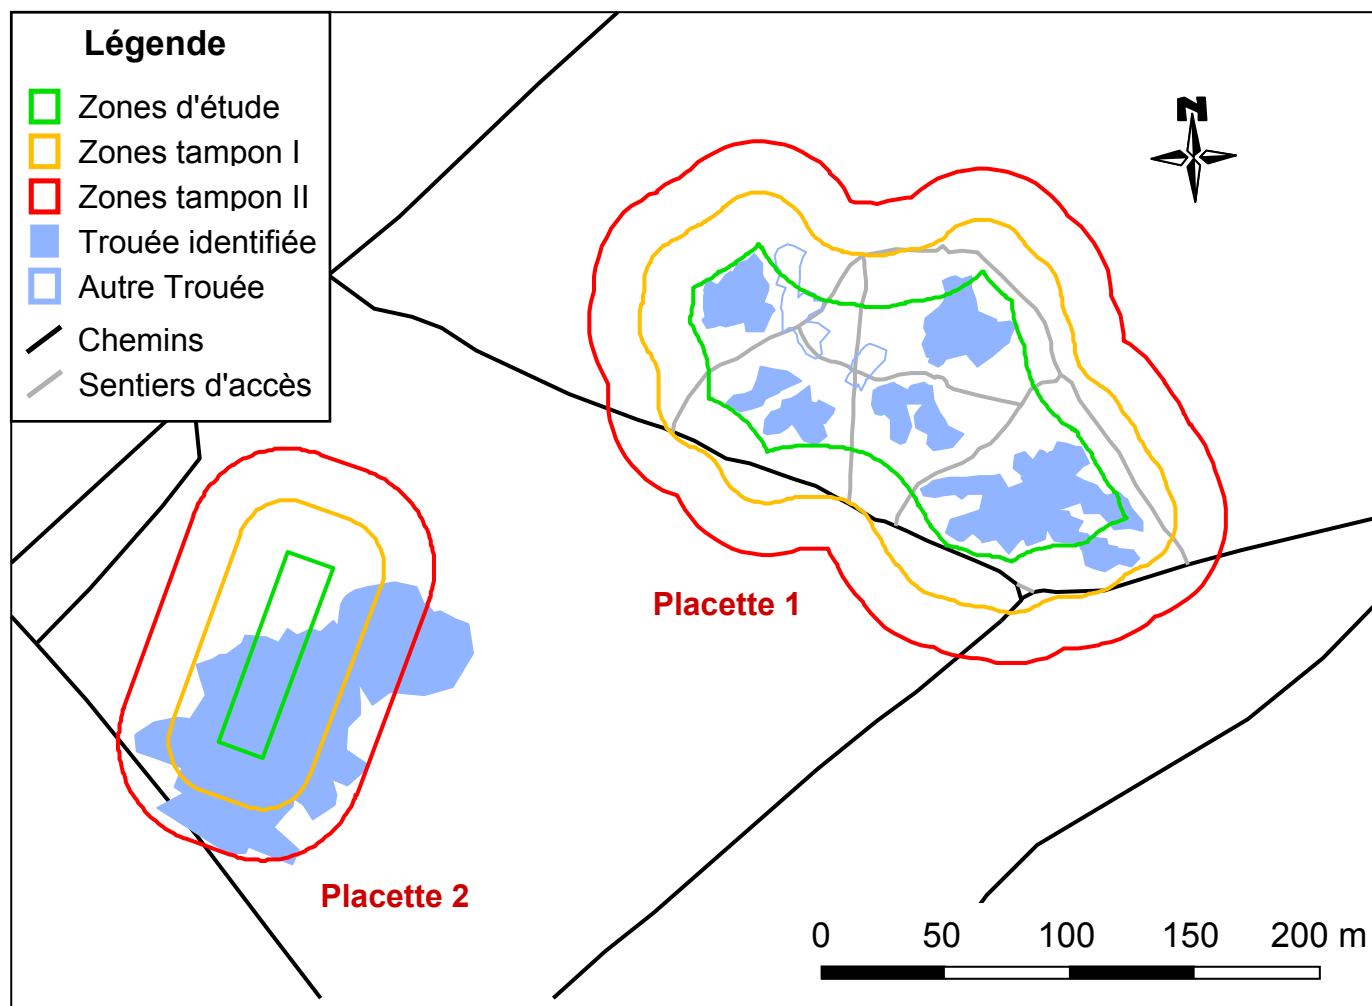 Légende
Zones d'étude
Zones tampon I
Zones tampon II
Trouée identifiée
Autre Trouée
Chemins
Sentiers d'accès
N
Placette 1
Placette 2
0 50 100 150 200 m